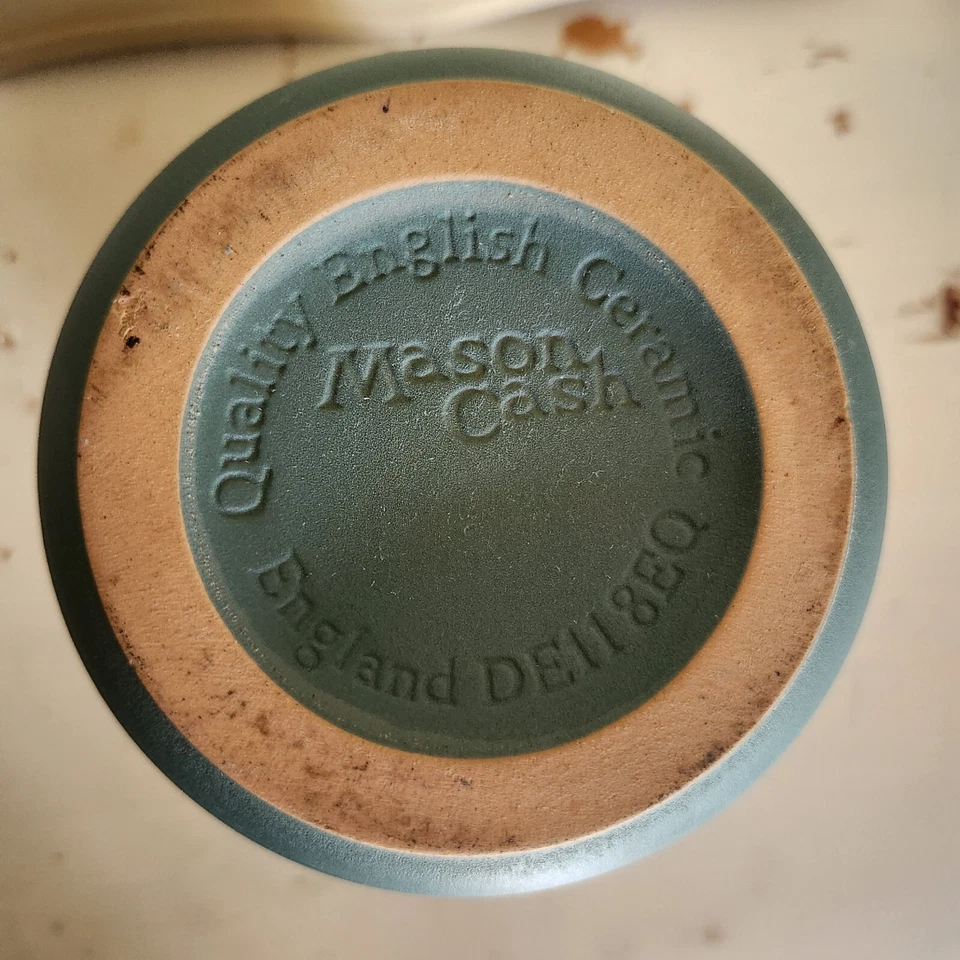 Quality English Ceramic
Mason
Cash
England DE11 8EQ